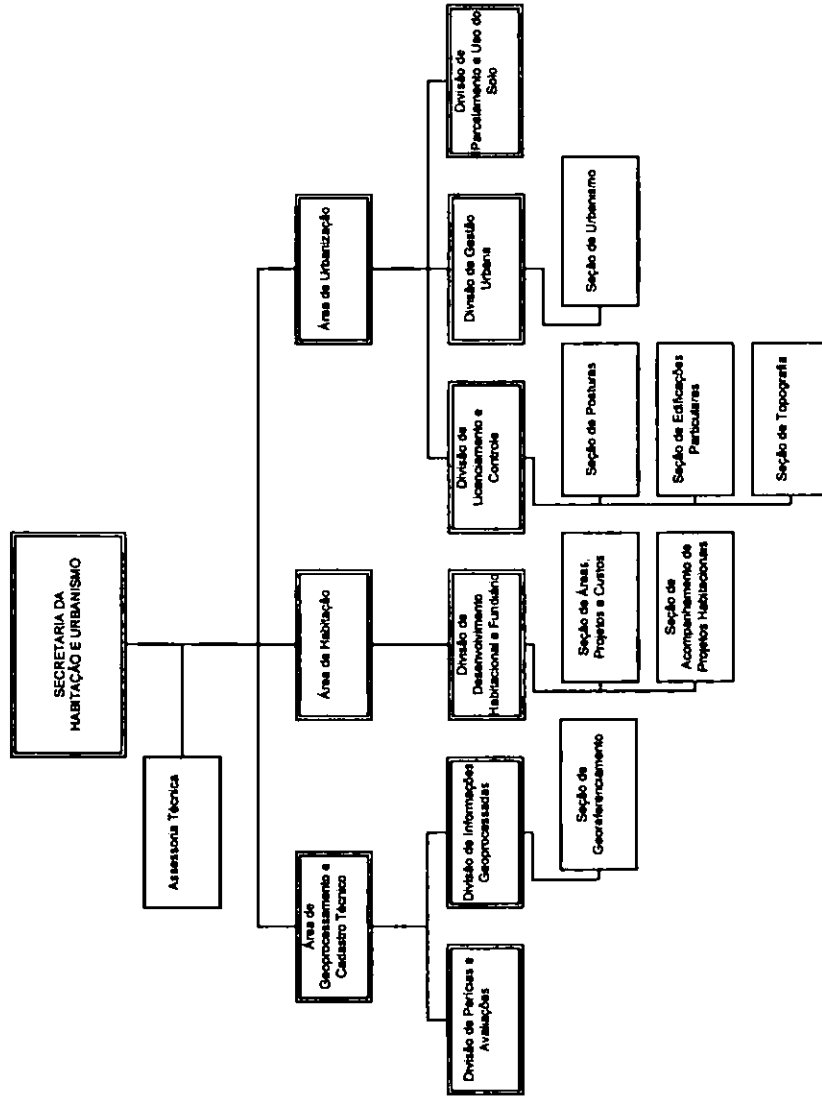 SECRETARIA DA
HABITAÇÃO E URBANISMO
Assessoria Técnica
Área de
Geoprocessamento e
Cadastro Técnico
Área de Habitação
Área de Urbanização
Divisão de Perícias e
Avaliações
Divisão de Informações
Geoprocessadas
Divisão de
Desenvolvimento
Habitacional e Fundiário
Divisão de
Licenciamento e
Controle
Divisão de Gestão
Urbana
Divisão de
Parcelamento e Uso do
Solo
Seção de
Georeferenciamento
Seção de Áreas,
Projetos e Custos
Seção de
Acompanhamento de
Projetos Habitacionais
Seção de Posturas
Seção de Edificações
Particulares
Seção de Topografia
Seção de Urbanismo